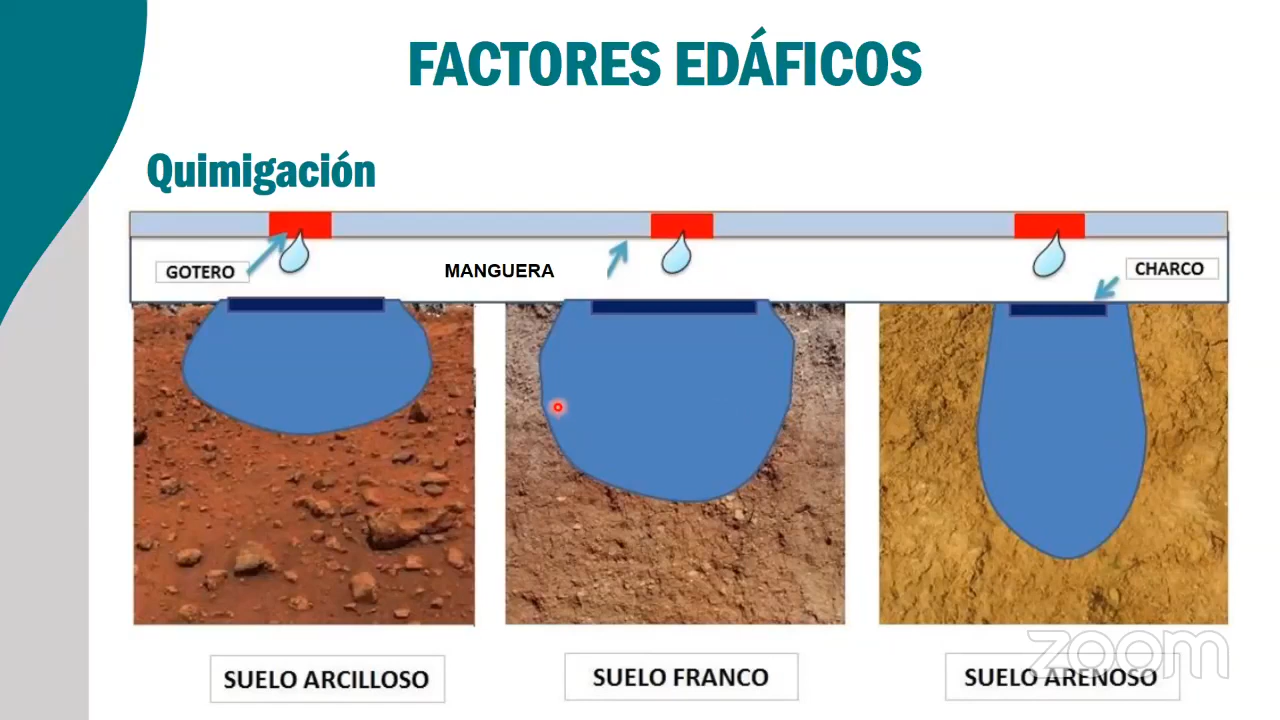 FACTORES EDÁFICOS
Quimigación
GOTERO
MANGUERA
CHARCO
SUELO ARCILLOSO
SUELO FRANCO
SUELO ARENOSO
zoom